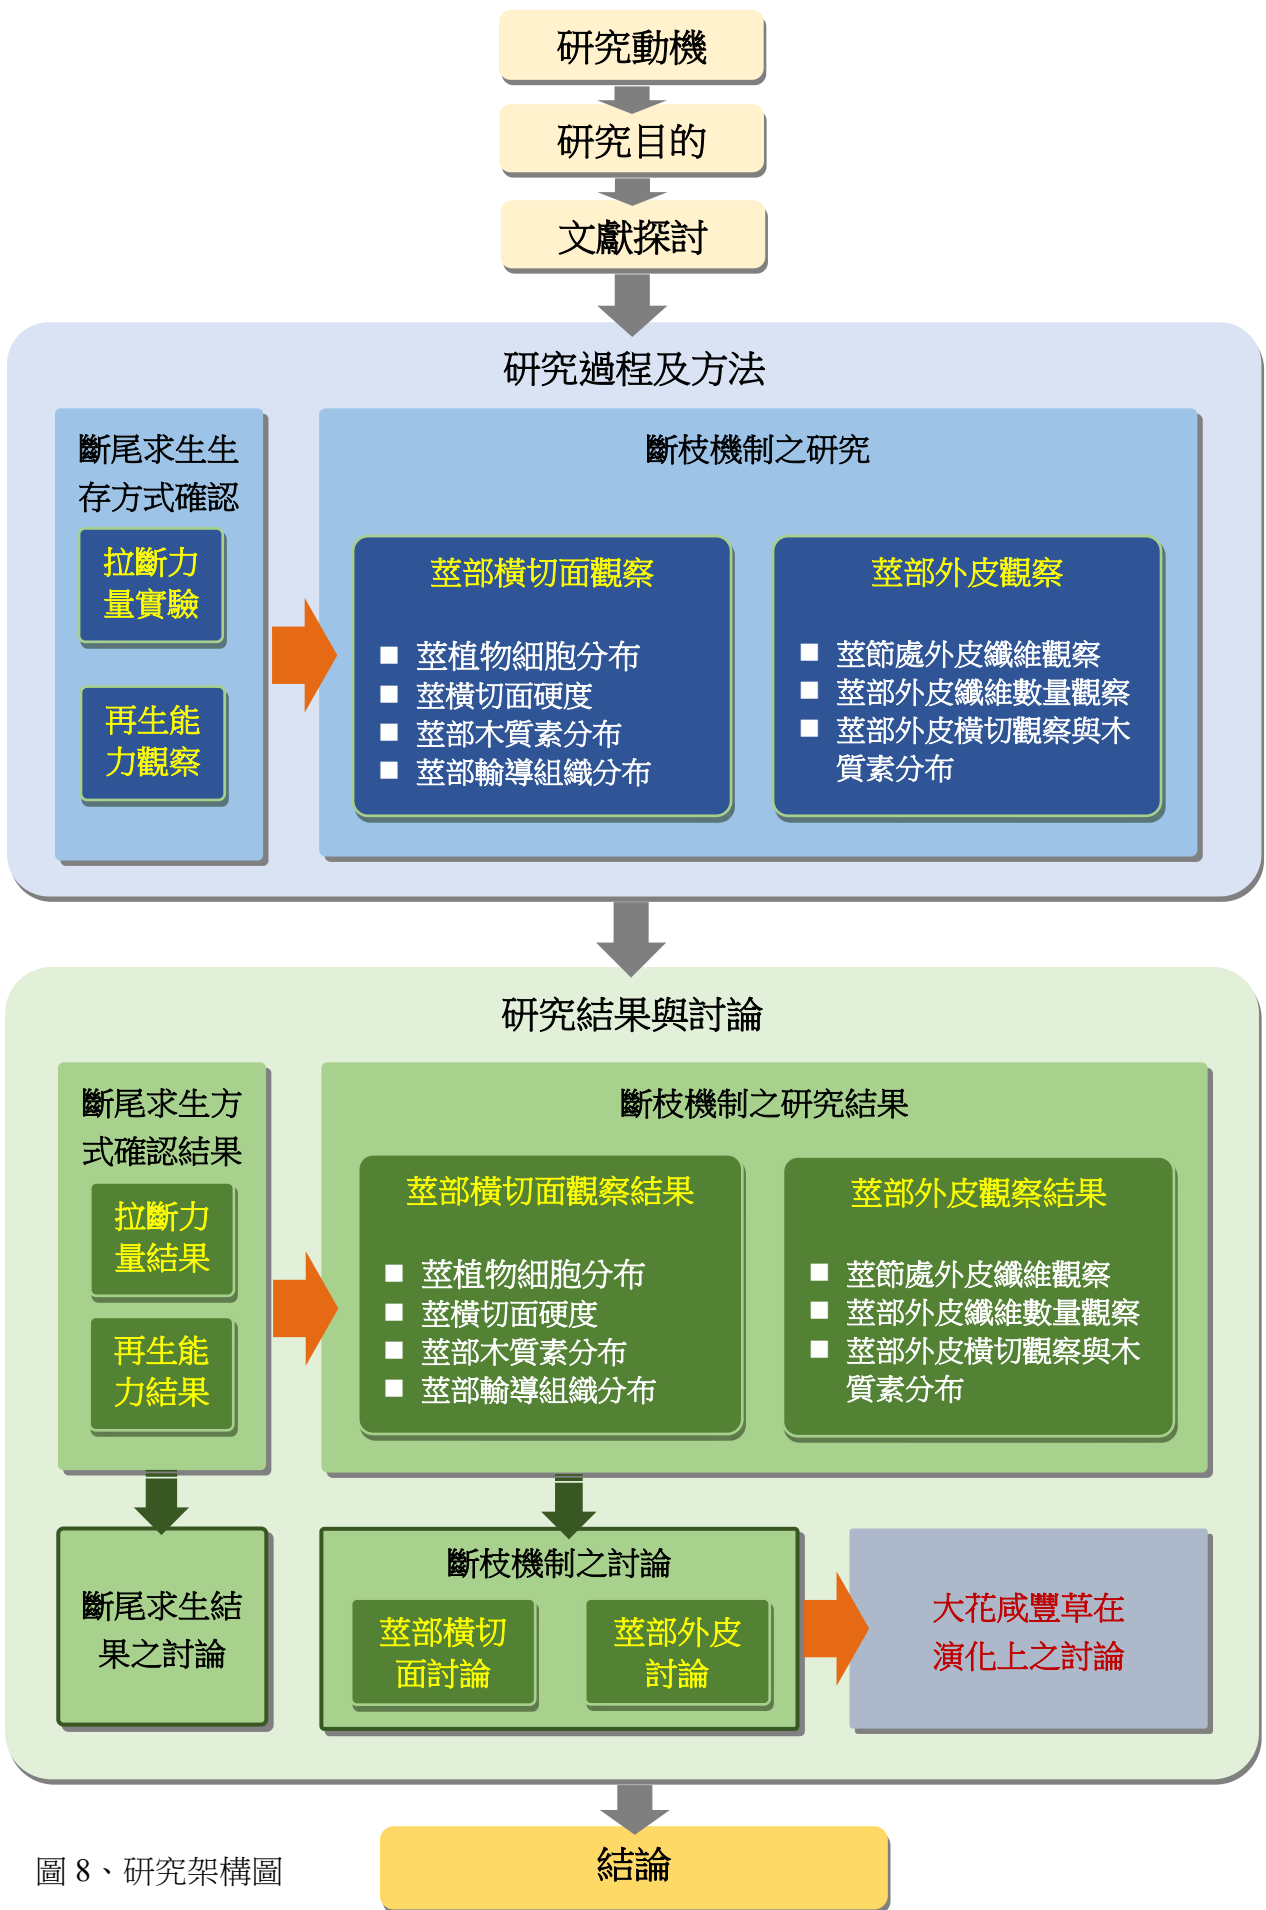 研究動機
研究目的
文獻探討
研究過程及方法
斷尾求生生
存方式確認
拉斷力
量實驗
再生能
力觀察
斷枝機制之研究
莖部橫切面觀察
■ 莖植物細胞分布
■ 莖橫切面硬度
■ 莖部木質素分布
■ 莖部輸導組織分布
莖部外皮觀察
■ 莖節處外皮纖維觀察
■ 莖部外皮纖維數量觀察
■ 莖部外皮橫切觀察與木
質素分布
研究結果與討論
斷尾求生方
式確認結果
拉斷力
量結果
再生能
力結果
斷枝機制之研究結果
莖部橫切面觀察結果
■ 莖植物細胞分布
■ 莖橫切面硬度
■ 莖部木質素分布
■ 莖部輸導組織分布
莖部外皮觀察結果
■ 莖節處外皮纖維觀察
■ 莖部外皮纖維數量觀察
■ 莖部外皮橫切觀察與木
質素分布
斷尾求生結
果之討論
斷枝機制之討論
莖部橫切
面討論
莖部外皮
討論
大花咸豐草在
演化上之討論
結論
圖 8、研究架構圖